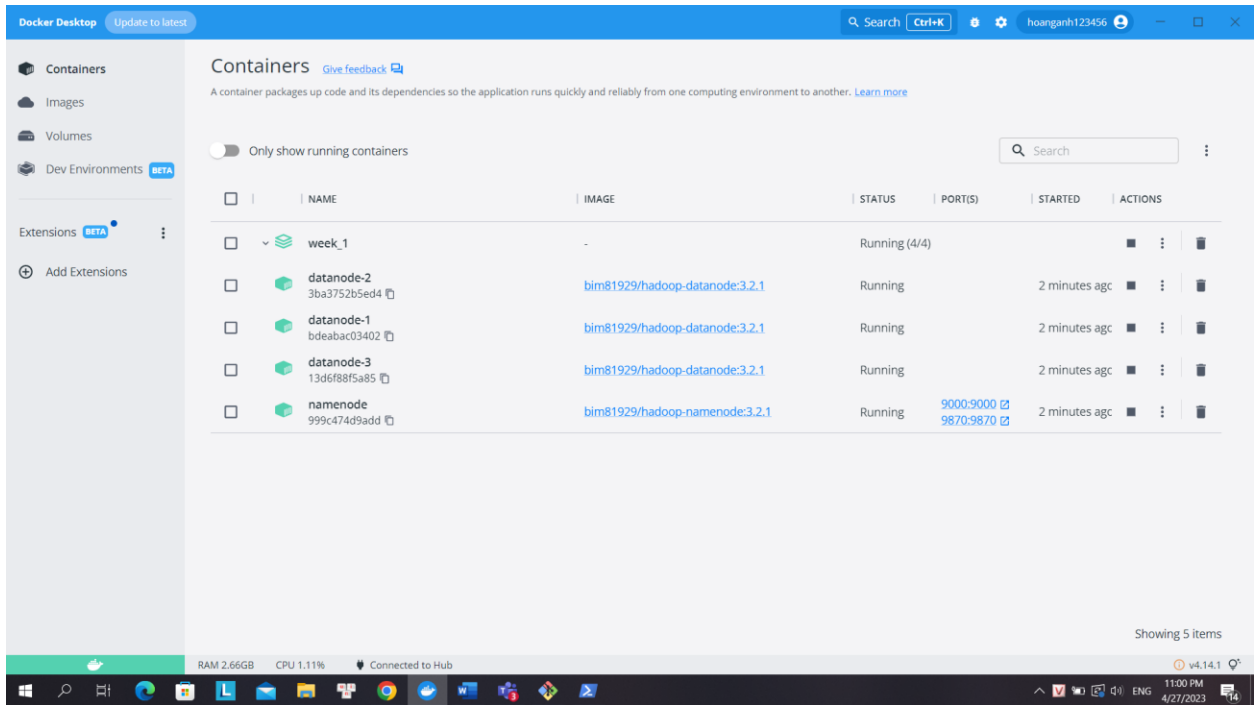 Docker Desktop Update to latest Search Ctrl+K hoanganh123456
Containers
Images
Volumes
Dev Environments BETA
Extensions BETA
Add Extensions
Containers Give feedback
A container packages up code and its dependencies so the application runs quickly and reliably from one computing environment to another. Learn more
Only show running containers Search
NAME IMAGE STATUS PORT(S) STARTED ACTIONS
week_1 - Running (4/4)
datanode-2
3ba3752b5ed4 bim81929/hadoop-datanode:3.2.1 Running 2 minutes agc
datanode-1
bdeabac03402 bim81929/hadoop-datanode:3.2.1 Running 2 minutes agc
datanode-3
13d6f88f5a85 bim81929/hadoop-datanode:3.2.1 Running 2 minutes agc
namenode 9000:9000
999c474d9add bim81929/hadoop-namenode:3.2.1 Running 9870:9870 2 minutes agc
Showing 5 items
RAM 2.66GB CPU 1.11% Connected to Hub v4.14.1
ENG 11:00 PM
4/27/2023 14